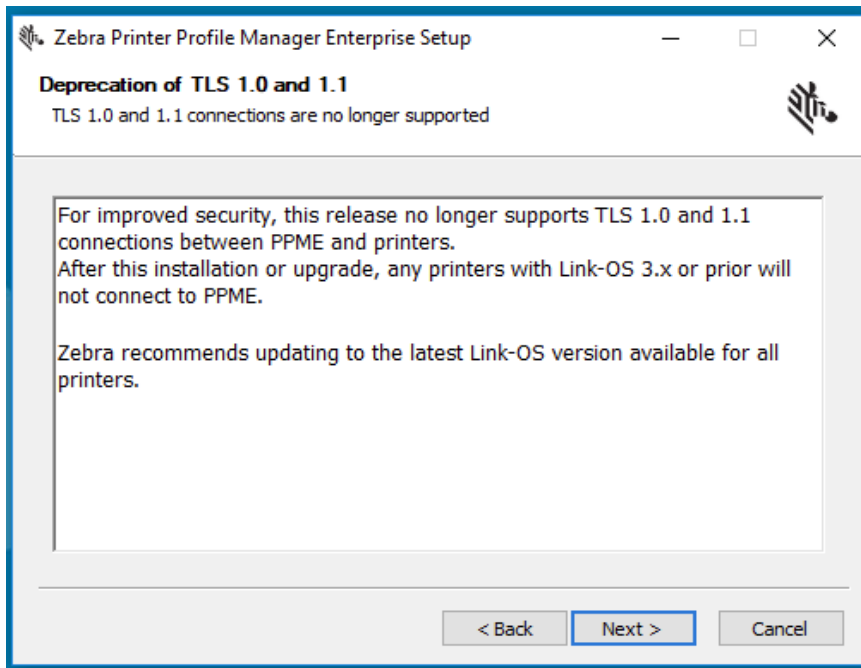 Zebra Printer Profile Manager Enterprise Setup
Deprecation of TLS 1.0 and 1.1
TLS 1.0 and 1.1 connections are no longer supported
For improved security, this release no longer supports TLS 1.0 and 1.1
connections between PPME and printers.
After this installation or upgrade, any printers with Link-OS 3.x or prior will
not connect to PPME.
Zebra recommends updating to the latest Link-OS version available for all
printers.
< Back
Next >
Cancel